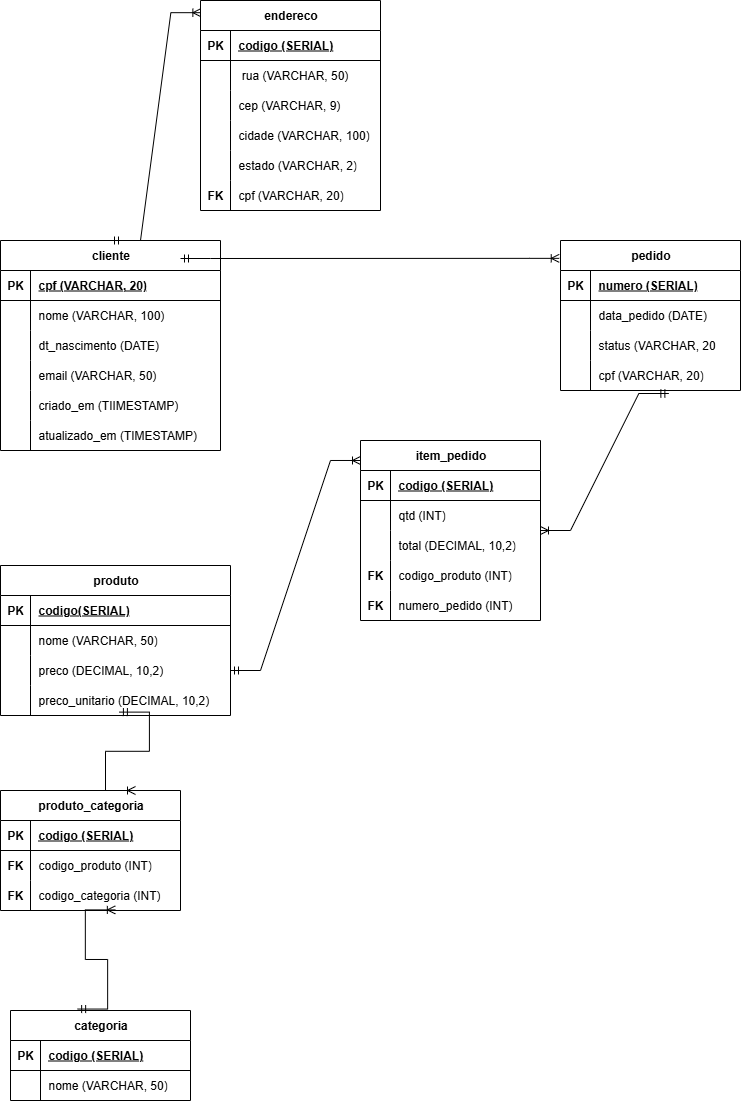 endereco
PK codigo (SERIAL)
rua (VARCHAR, 50)
cep (VARCHAR, 9)
cidade (VARCHAR, 100)
estado (VARCHAR, 2)
FK cpf (VARCHAR, 20)
cliente
PK cpf (VARCHAR, 20)
nome (VARCHAR, 100)
dt_nascimento (DATE)
email (VARCHAR, 50)
criado_em (TIIMESTAMP)
atualizado_em (TIMESTAMP)
pedido
PK numero (SERIAL)
data_pedido (DATE)
status (VARCHAR, 20
cpf (VARCHAR, 20)
item_pedido
PK codigo (SERIAL)
qtd (INT)
total (DECIMAL, 10,2)
FK codigo_produto (INT)
FK numero_pedido (INT)
produto
PK codigo(SERIAL)
nome (VARCHAR, 50)
preco (DECIMAL, 10,2)
preco_unitario (DECIMAL, 10,2)
produto_categoria
PK codigo (SERIAL)
FK codigo_produto (INT)
FK codigo_categoria (INT)
categoria
PK codigo (SERIAL)
nome (VARCHAR, 50)